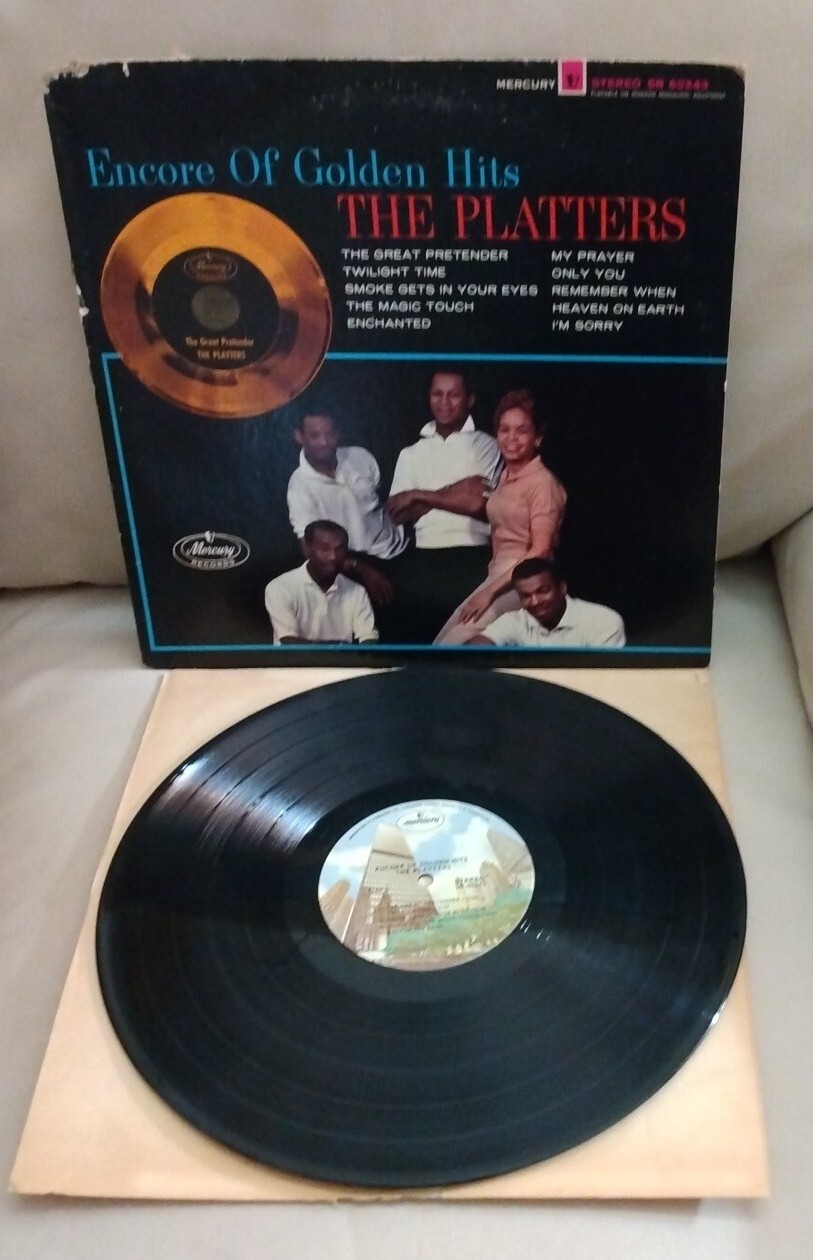 MERCURY STEREO SR 60243
Encore Of Golden Hits
THE PLATTERS
THE GREAT PRETENDER
TWILIGHT TIME
SMOKE GETS IN YOUR EYES
THE MAGIC TOUCH
ENCHANTED
MY PRAYER
ONLY YOU
REMEMBER WHEN
HEAVEN ON EARTH
I'M SORRY
Mercury
The Great Pretender
THE PLATTERS
Mercury
RECORDS
mercury
ENCORE OF GOLDEN HITS
THE PLATTERS